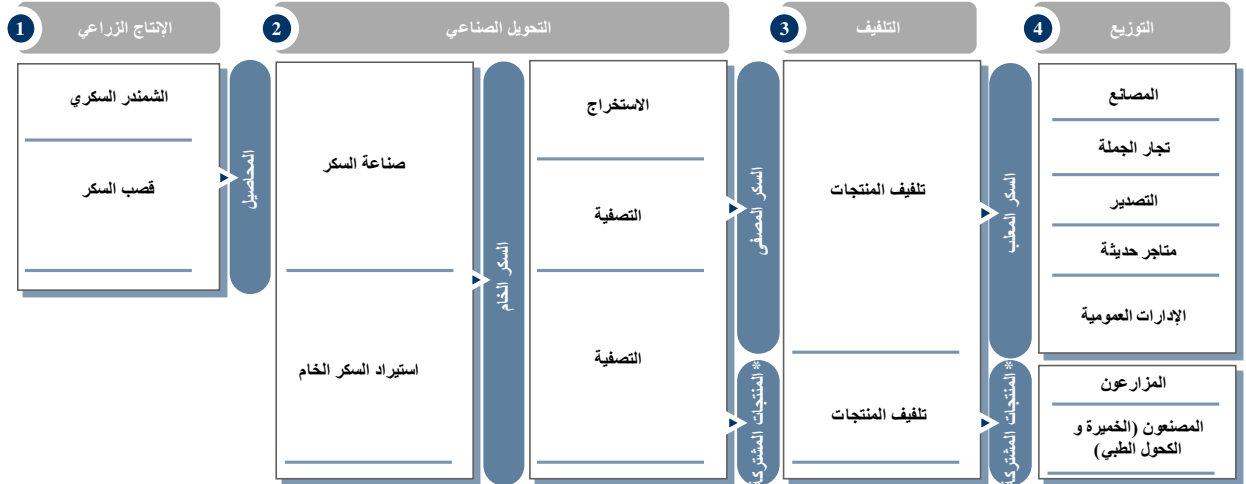 1
الإنتاج الزراعي
2
التحويل الصناعي
3
التلفيف
4
التوزيع
الشمندر السكري
قصب السكر
المحاصيل
صناعة السكر
استيراد السكر الخام
السكر الخام
الاستخراج
التصفية
التصفية
السكر المصفى
المنتجات المشتركة*
تلفيف المنتجات
تلفيف المنتجات
السكر المعلب
المنتجات المشتركة*
المصانع
تجار الجملة
التصدير
متاجر حديثة
الإدارات العمومية
المزارعون
المصنعون (الخميرة و
الكحول الطبي)